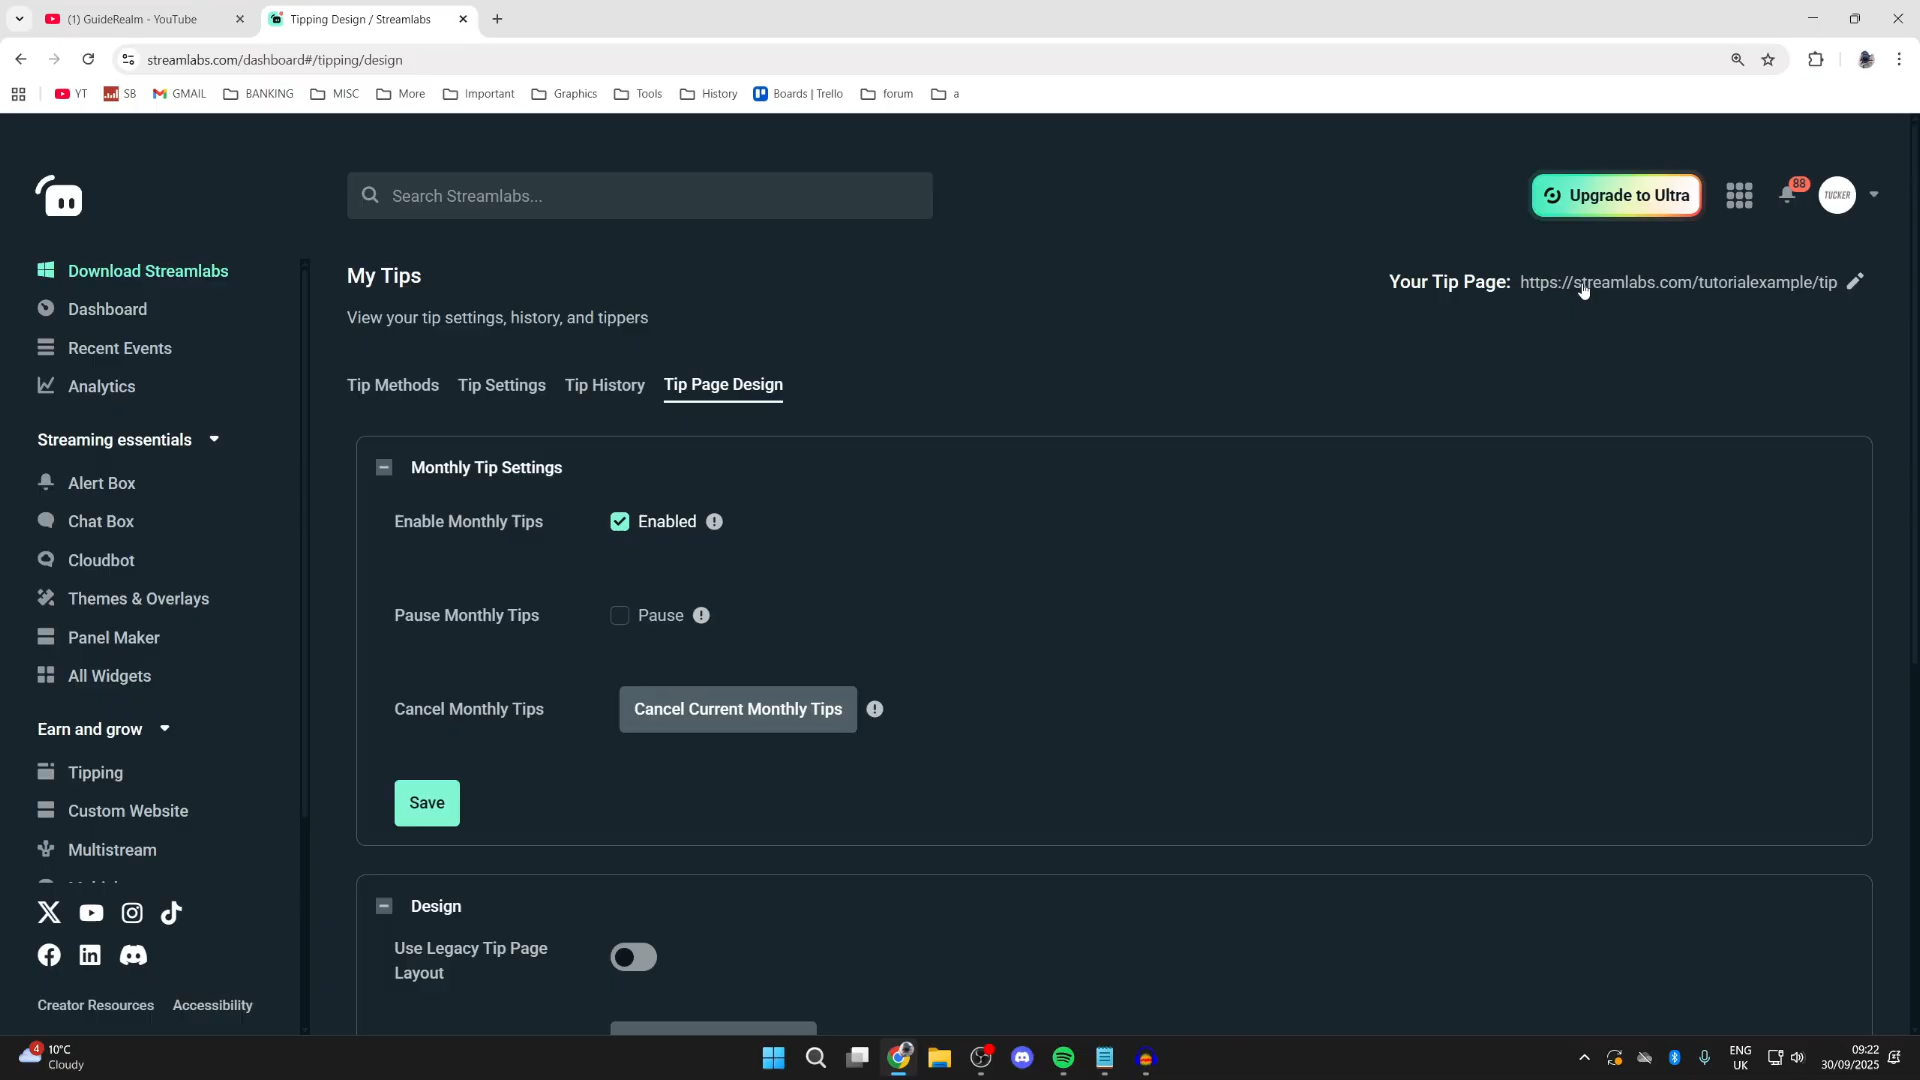 (1) GuideRealm - YouTube
Tipping Design / Streamlabs
streamlabs.com/dashboard#/tipping/design
YT
SB
GMAIL
BANKING
MISC
More
Important
Graphics
Tools
History
Boards | Trello
forum
a
Search Streamlabs...
Upgrade to Ultra
88
TUCKER
Download Streamlabs
Dashboard
Recent Events
Analytics
Streaming essentials
Alert Box
Chat Box
Cloudbot
Themes & Overlays
Panel Maker
All Widgets
Earn and grow
Tipping
Custom Website
Multistream
Creator Resources
Accessibility
My Tips
Your Tip Page: https://streamlabs.com/tutorialexample/tip
View your tip settings, history, and tippers
Tip Methods
Tip Settings
Tip History
Tip Page Design
Monthly Tip Settings
Enable Monthly Tips
Enabled
Pause Monthly Tips
Pause
Cancel Monthly Tips
Cancel Current Monthly Tips
Save
Design
Use Legacy Tip Page
Layout
4
10°C
Cloudy
ENG
UK
09:22
30/09/2025